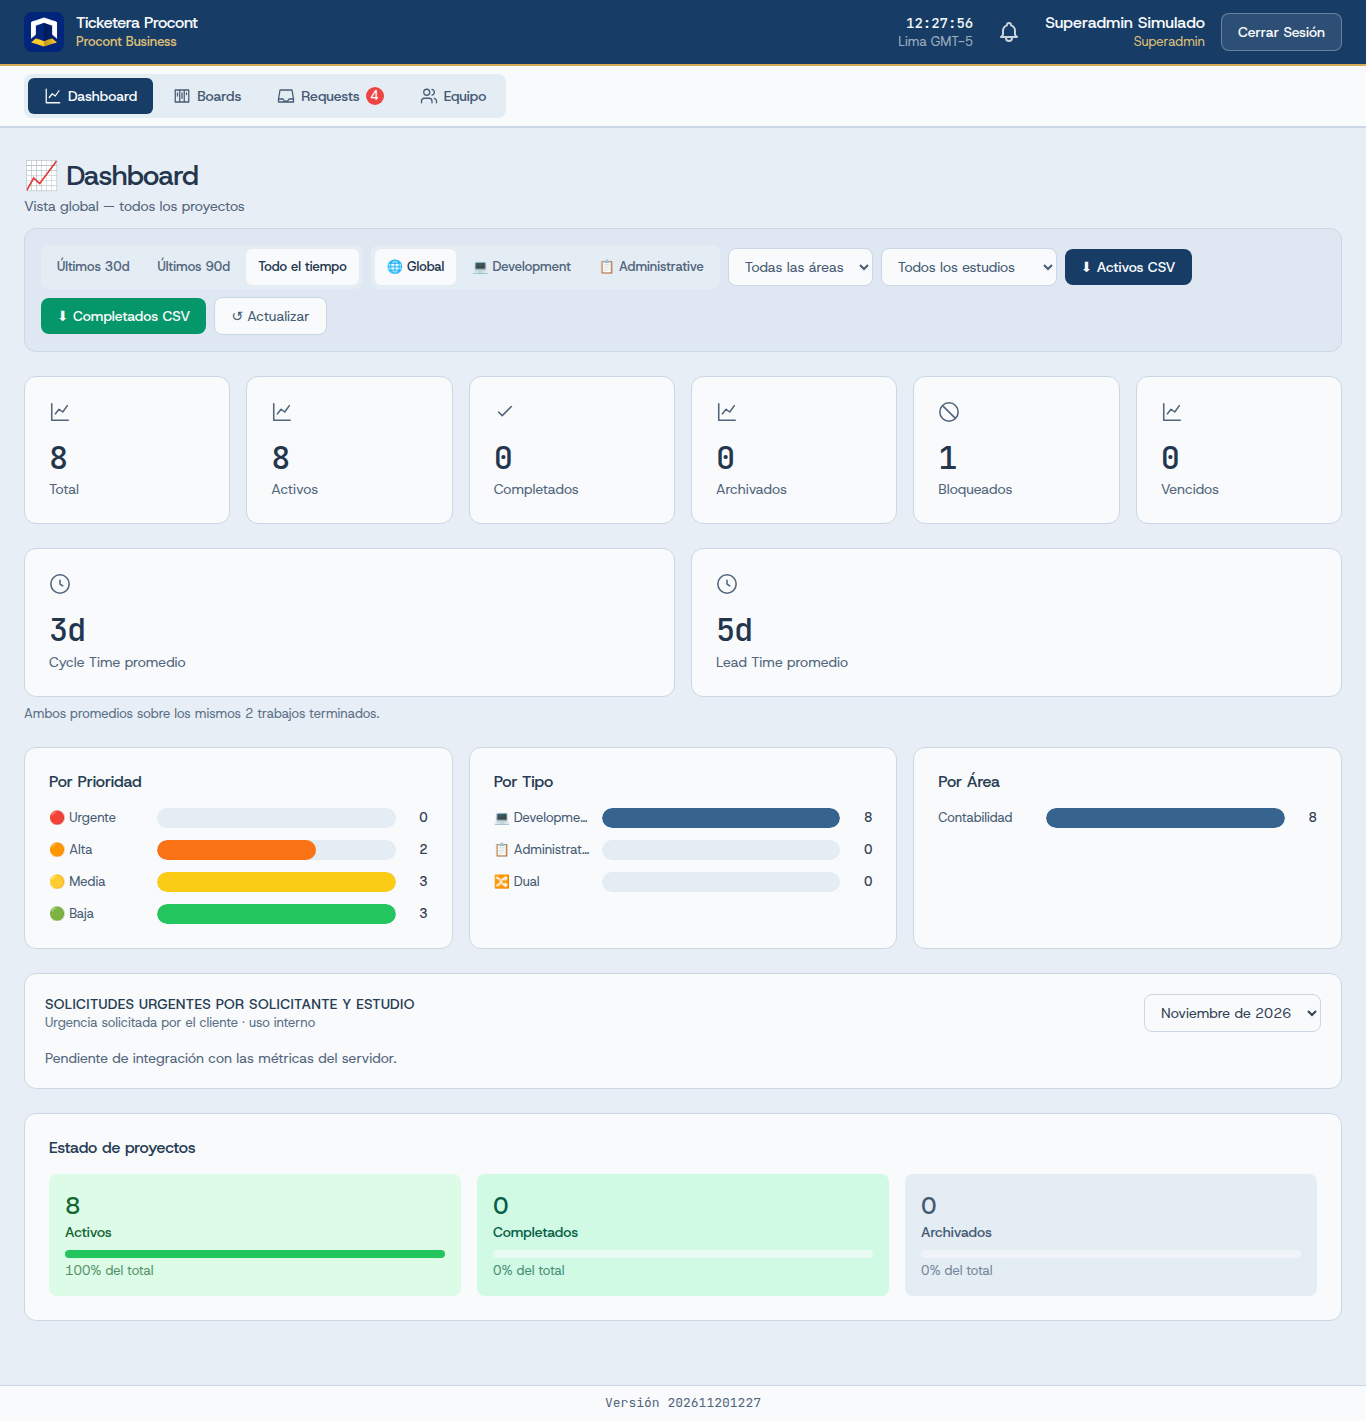 Ticketera Procont
Procont Business
12:27:56
Lima GMT-5
Superadmin Simulado
Superadmin
Cerrar Sesión
Dashboard
Boards
Requests 4
Equipo
Dashboard
Vista global — todos los proyectos
Últimos 30d
Últimos 90d
Todo el tiempo
Global
Development
Administrative
Todas las áreas
Todos los estudios
⬇ Activos CSV
⬇ Completados CSV
↺ Actualizar
8
Total
8
Activos
0
Completados
0
Archivados
1
Bloqueados
0
Vencidos
3d
Cycle Time promedio
5d
Lead Time promedio
Ambos promedios sobre los mismos 2 trabajos terminados.
Por Prioridad
Urgente 0
Alta 2
Media 3
Baja 3
Por Tipo
Developme... 8
Administrat... 0
Dual 0
Por Área
Contabilidad 8
SOLICITUDES URGENTES POR SOLICITANTE Y ESTUDIO
Urgencia solicitada por el cliente · uso interno
Noviembre de 2026
Pendiente de integración con las métricas del servidor.
Estado de proyectos
8
Activos
100% del total
0
Completados
0% del total
0
Archivados
0% del total
Versión 202611201227